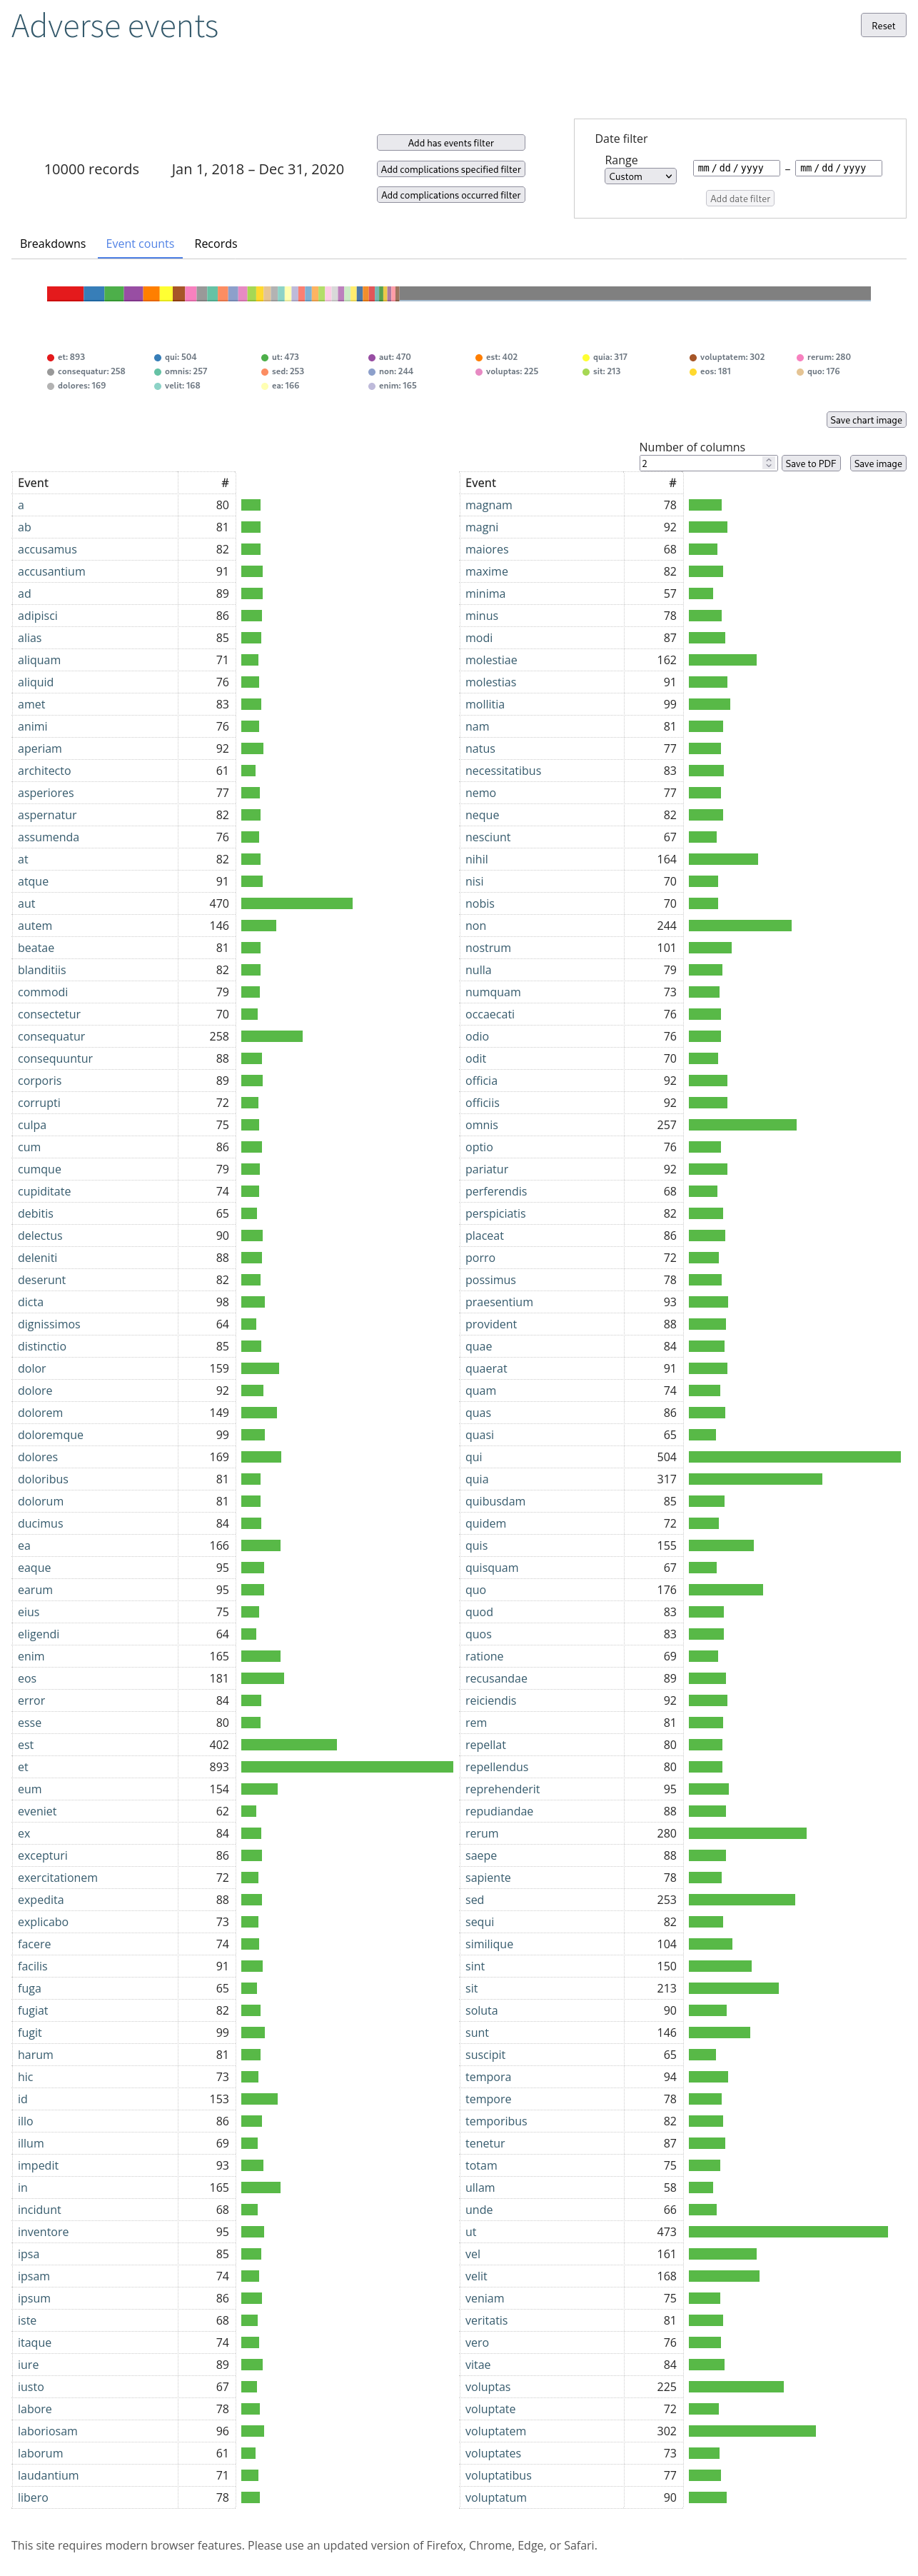 Adverse events
Reset
10000 records
Jan 1, 2018 – Dec 31, 2020
Add has events filter
Add complications specified filter
Add complications occurred filter
Date filter
Range
Custom
mm / dd / yyyy – mm / dd / yyyy
Add date filter
Breakdowns Event counts Records
et: 893 qui: 504 ut: 473 aut: 470 est: 402 quia: 317 voluptatem: 302 rerum: 280
consequatur: 258 omnis: 257 sed: 253 non: 244 voluptas: 225 sit: 213 eos: 181 quo: 176
dolores: 169 velit: 168 ea: 166 enim: 165
Save chart image
Number of columns
2 Save to PDF Save image
Event #
a 80
ab 81
accusamus 82
accusantium 91
ad 89
adipisci 86
alias 85
aliquam 71
aliquid 76
amet 83
animi 76
aperiam 92
architecto 61
asperiores 77
aspernatur 82
assumenda 76
at 82
atque 91
aut 470
autem 146
beatae 81
blanditiis 82
commodi 79
consectetur 70
consequatur 258
consequuntur 88
corporis 89
corrupti 72
culpa 75
cum 86
cumque 79
cupiditate 74
debitis 65
delectus 90
deleniti 88
deserunt 82
dicta 98
dignissimos 64
distinctio 85
dolor 159
dolore 92
dolorem 149
doloremque 99
dolores 169
doloribus 81
dolorum 81
ducimus 84
ea 166
eaque 95
earum 95
eius 75
eligendi 64
enim 165
eos 181
error 84
esse 80
est 402
et 893
eum 154
eveniet 62
ex 84
excepturi 86
exercitationem 72
expedita 88
explicabo 73
facere 74
facilis 91
fuga 65
fugiat 82
fugit 99
harum 81
hic 73
id 153
illo 86
illum 69
impedit 93
in 165
incidunt 68
inventore 95
ipsa 85
ipsam 74
ipsum 86
iste 68
itaque 74
iure 89
iusto 67
labore 78
laboriosam 96
laborum 61
laudantium 71
libero 78
Event #
magnam 78
magni 92
maiores 68
maxime 82
minima 57
minus 78
modi 87
molestiae 162
molestias 91
mollitia 99
nam 81
natus 77
necessitatibus 83
nemo 77
neque 82
nesciunt 67
nihil 164
nisi 70
nobis 70
non 244
nostrum 101
nulla 79
numquam 73
occaecati 76
odio 76
odit 70
officia 92
officiis 92
omnis 257
optio 76
pariatur 92
perferendis 68
perspiciatis 82
placeat 86
porro 72
possimus 78
praesentium 93
provident 88
quae 84
quaerat 91
quam 74
quas 86
quasi 65
qui 504
quia 317
quibusdam 85
quidem 72
quis 155
quisquam 67
quo 176
quod 83
quos 83
ratione 69
recusandae 89
reiciendis 92
rem 81
repellat 80
repellendus 80
reprehenderit 95
repudiandae 88
rerum 280
saepe 88
sapiente 78
sed 253
sequi 82
similique 104
sint 150
sit 213
soluta 90
sunt 146
suscipit 65
tempora 94
tempore 78
temporibus 82
tenetur 87
totam 75
ullam 58
unde 66
ut 473
vel 161
velit 168
veniam 75
veritatis 81
vero 76
vitae 84
voluptas 225
voluptate 72
voluptatem 302
voluptates 73
voluptatibus 77
voluptatum 90
This site requires modern browser features. Please use an updated version of Firefox, Chrome, Edge, or Safari.